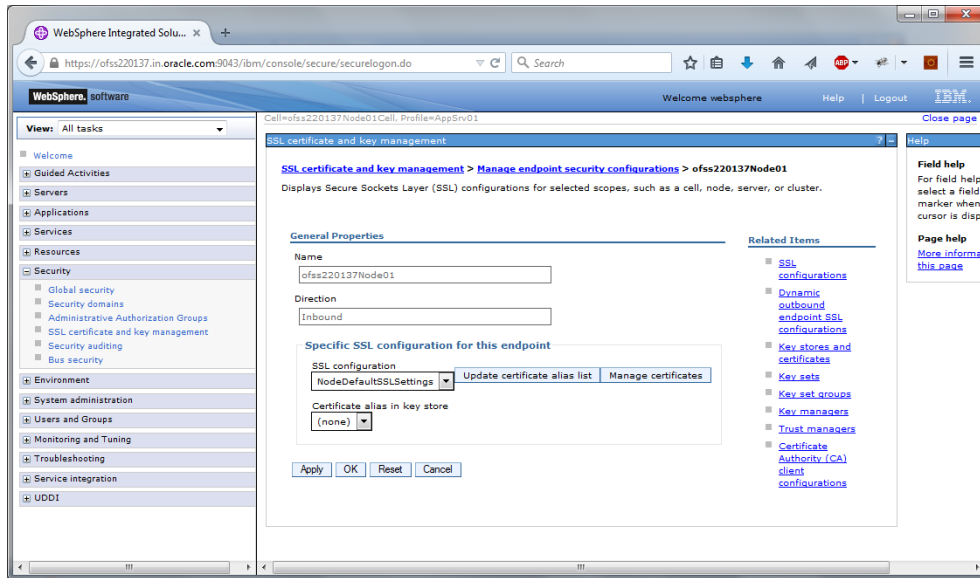 WebSphere Integrated Solu...
https://ofss220137.in.oracle.com:9043/ibm/console/secure/securelogon.do
Search
ABP
WebSphere. software
Welcome websphere
Help | Logout
IBM.
View: All tasks
Cell=ofss220137Node01Cell, Profile=AppSrv01
Close page
Welcome
Guided Activities
Servers
Applications
Services
Resources
Security
Global security
Security domains
Administrative Authorization Groups
SSL certificate and key management
Security auditing
Bus security
Environment
System administration
Users and Groups
Monitoring and Tuning
Troubleshooting
Service integration
UDDI
SSL certificate and key management
? -
SSL certificate and key management > Manage endpoint security configurations > ofss220137Node01
Displays Secure Sockets Layer (SSL) configurations for selected scopes, such as a cell, node, server, or cluster.
General Properties
Name
ofss220137Node01
Direction
Inbound
Specific SSL configuration for this endpoint
SSL configuration
NodeDefaultSSLSettings
Update certificate alias list
Manage certificates
Certificate alias in key store
(none)
Apply OK Reset Cancel
Related Items
SSL
configurations
Dynamic
outbound
endpoint SSL
configurations
Key stores and
certificates
Key sets
Key set groups
Key managers
Trust managers
Certificate
Authority (CA)
client
configurations
Help
Field help
For field help
select a field
marker when
cursor is disp
Page help
More informa
this page